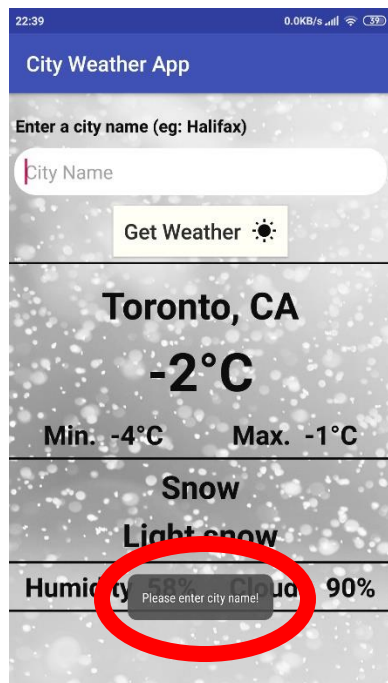 22:39 0.0KB/s 39
City Weather App
Enter a city name (eg: Halifax)
City Name
Get Weather
Toronto, CA
-2°C
Min. -4°C Max. -1°C
Snow
Light snow
Humidity 58% Cloud 90%
Please enter city name!